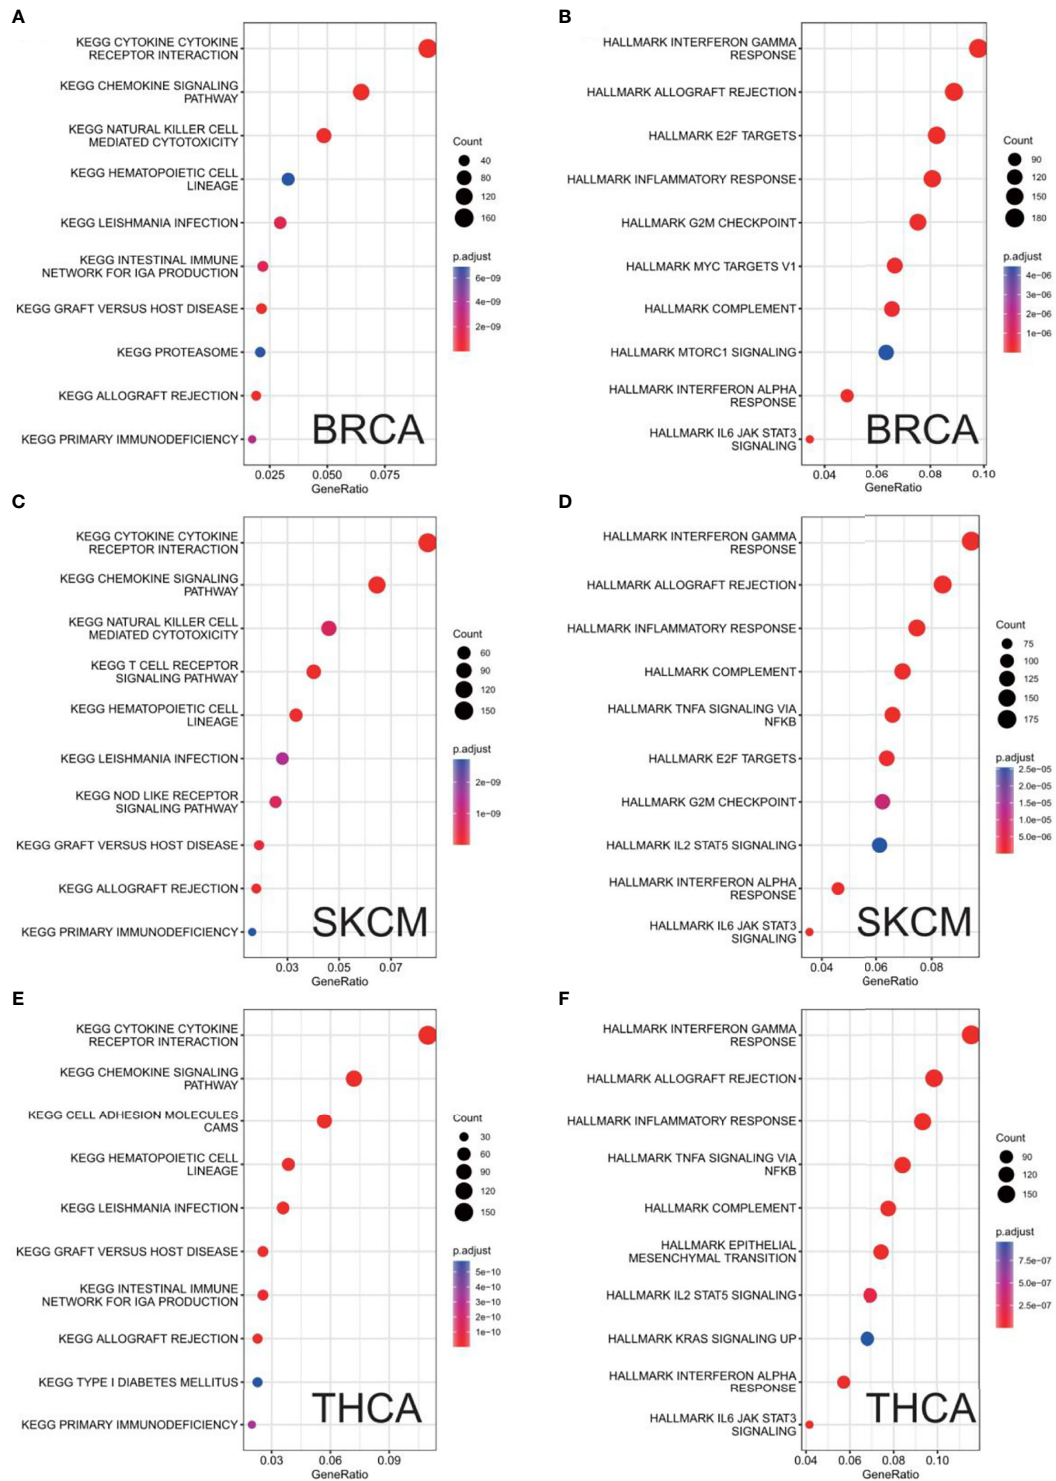 A
KEGG CYTOKINE CYTOKINE
RECEPTOR INTERACTION
KEGG CHEMOKINE SIGNALING
PATHWAY
KEGG NATURAL KILLER CELL
MEDIATED CYTOTOXICITY
KEGG HEMATOPOIETIC CELL
LINEAGE
KEGG LEISHMANIA INFECTION
KEGG INTESTINAL IMMUNE
NETWORK FOR IGA PRODUCTION
KEGG GRAFT VERSUS HOST DISEASE
KEGG PROTEASOME
KEGG ALLOGRAFT REJECTION
KEGG PRIMARY IMMUNODEFICIENCY
BRCA
0.025 0.050 0.075
GeneRatio
Count
40
80
120
160
p.adjust
6e-09
4e-09
2e-09
B
HALLMARK INTERFERON GAMMA
RESPONSE
HALLMARK ALLOGRAFT REJECTION
HALLMARK E2F TARGETS
HALLMARK INFLAMMATORY RESPONSE
HALLMARK G2M CHECKPOINT
HALLMARK MYC TARGETS V1
HALLMARK COMPLEMENT
HALLMARK MTORC1 SIGNALING
HALLMARK INTERFERON ALPHA
RESPONSE
HALLMARK IL6 JAK STAT3
SIGNALING
BRCA
0.04 0.06 0.08 0.10
GeneRatio
Count
90
120
150
180
p.adjust
4e-06
3e-06
2e-06
1e-06
C
KEGG CYTOKINE CYTOKINE
RECEPTOR INTERACTION
KEGG CHEMOKINE SIGNALING
PATHWAY
KEGG NATURAL KILLER CELL
MEDIATED CYTOTOXICITY
KEGG T CELL RECEPTOR
SIGNALING PATHWAY
KEGG HEMATOPOIETIC CELL
LINEAGE
KEGG LEISHMANIA INFECTION
KEGG NOD LIKE RECEPTOR
SIGNALING PATHWAY
KEGG GRAFT VERSUS HOST DISEASE
KEGG ALLOGRAFT REJECTION
KEGG PRIMARY IMMUNODEFICIENCY
SKCM
0.03 0.05 0.07
GeneRatio
Count
60
90
120
150
p.adjust
2e-09
1e-09
D
HALLMARK INTERFERON GAMMA
RESPONSE
HALLMARK ALLOGRAFT REJECTION
HALLMARK INFLAMMATORY RESPONSE
HALLMARK COMPLEMENT
HALLMARK TNFA SIGNALING VIA
NFKB
HALLMARK E2F TARGETS
HALLMARK G2M CHECKPOINT
HALLMARK IL2 STAT5 SIGNALING
HALLMARK INTERFERON ALPHA
RESPONSE
HALLMARK IL6 JAK STAT3
SIGNALING
SKCM
0.04 0.06 0.08
GeneRatio
Count
75
100
125
150
175
p.adjust
2.5e-05
2.0e-05
1.5e-05
1.0e-05
5.0e-06
E
KEGG CYTOKINE CYTOKINE
RECEPTOR INTERACTION
KEGG CHEMOKINE SIGNALING
PATHWAY
KEGG CELL ADHESION MOLECULES
CAMS
KEGG HEMATOPOIETIC CELL
LINEAGE
KEGG LEISHMANIA INFECTION
KEGG GRAFT VERSUS HOST DISEASE
KEGG INTESTINAL IMMUNE
NETWORK FOR IGA PRODUCTION
KEGG ALLOGRAFT REJECTION
KEGG TYPE I DIABETES MELLITUS
KEGG PRIMARY IMMUNODEFICIENCY
THCA
0.03 0.06 0.09
GeneRatio
Count
30
60
90
120
150
p.adjust
5e-10
4e-10
3e-10
2e-10
1e-10
F
HALLMARK INTERFERON GAMMA
RESPONSE
HALLMARK ALLOGRAFT REJECTION
HALLMARK INFLAMMATORY RESPONSE
HALLMARK TNFA SIGNALING VIA
NFKB
HALLMARK COMPLEMENT
HALLMARK EPITHELIAL
MESENCHYMAL TRANSITION
HALLMARK IL2 STAT5 SIGNALING
HALLMARK KRAS SIGNALING UP
HALLMARK INTERFERON ALPHA
RESPONSE
HALLMARK IL6 JAK STAT3
SIGNALING
THCA
0.04 0.06 0.08 0.10
GeneRatio
Count
90
120
150
p.adjust
7.5e-07
5.0e-07
2.5e-07